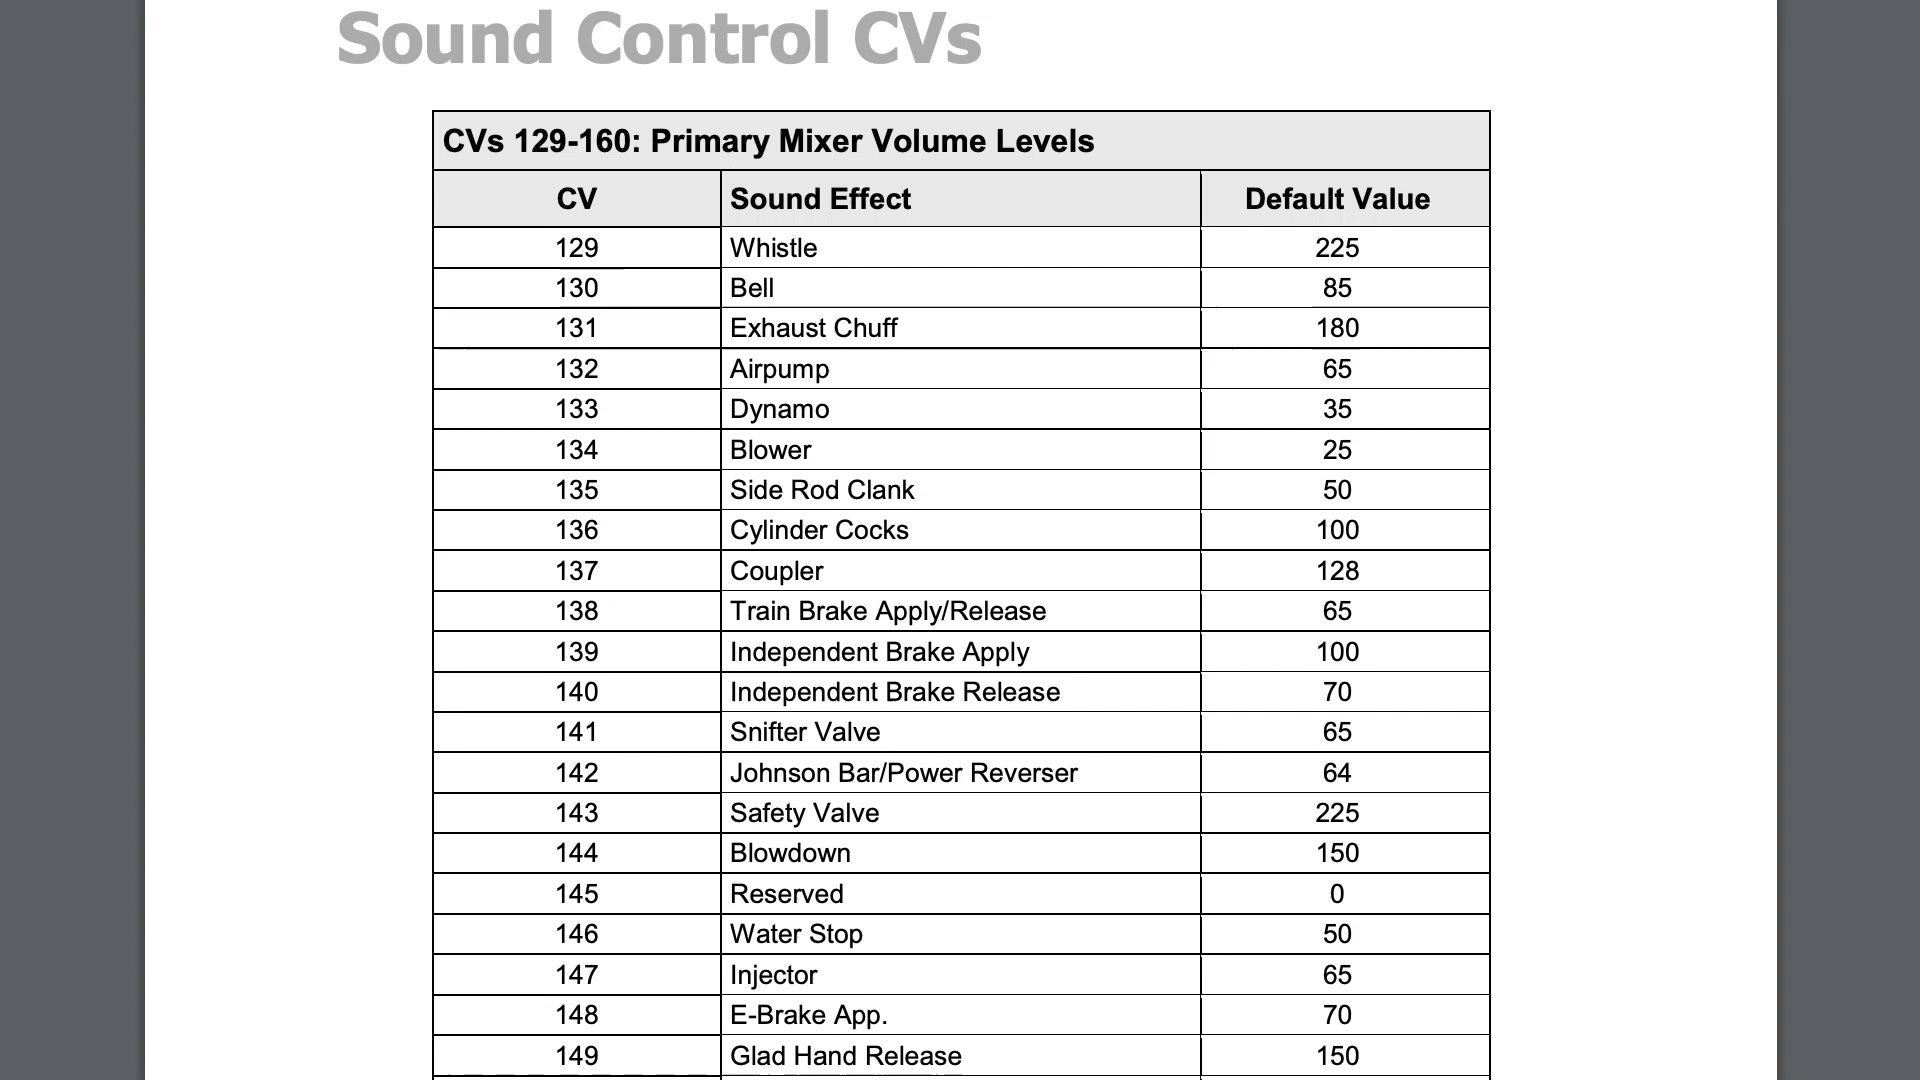 Sound Control CVs
CVs 129-160: Primary Mixer Volume Levels
CV Sound Effect Default Value
129 Whistle 225
130 Bell 85
131 Exhaust Chuff 180
132 Airpump 65
133 Dynamo 35
134 Blower 25
135 Side Rod Clank 50
136 Cylinder Cocks 100
137 Coupler 128
138 Train Brake Apply/Release 65
139 Independent Brake Apply 100
140 Independent Brake Release 70
141 Snifter Valve 65
142 Johnson Bar/Power Reverser 64
143 Safety Valve 225
144 Blowdown 150
145 Reserved 0
146 Water Stop 50
147 Injector 65
148 E-Brake App. 70
149 Glad Hand Release 150